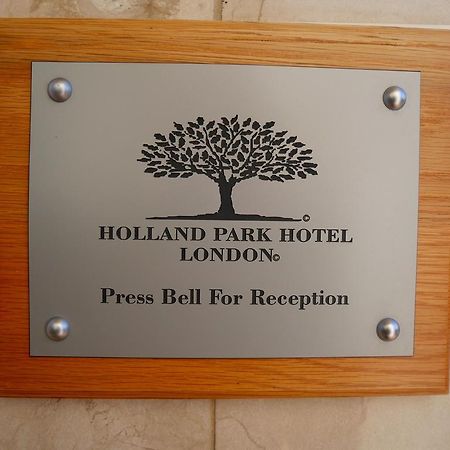 ©
HOLLAND PARK HOTEL
LONDON©
Press Bell For Reception